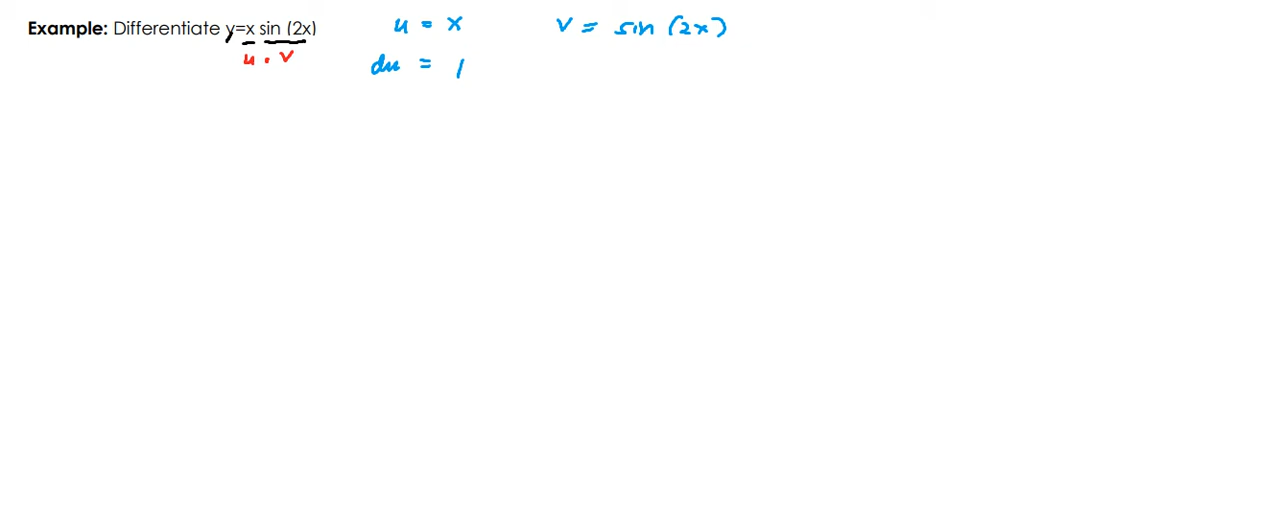 Example: Differentiate y=x sin (2x)
u = x
v = sin (2x)
u · v
du = 1